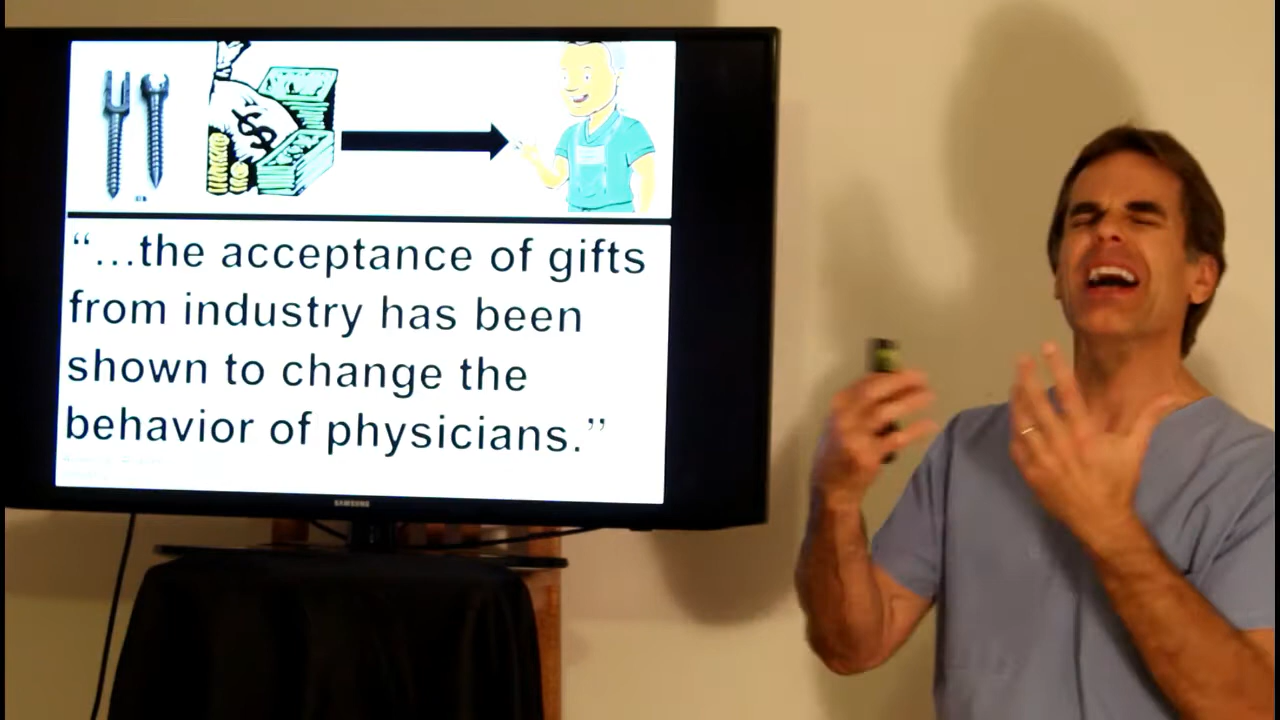 “...the acceptance of gifts
from industry has been
shown to change the
behavior of physicians.”
SAMSUNG